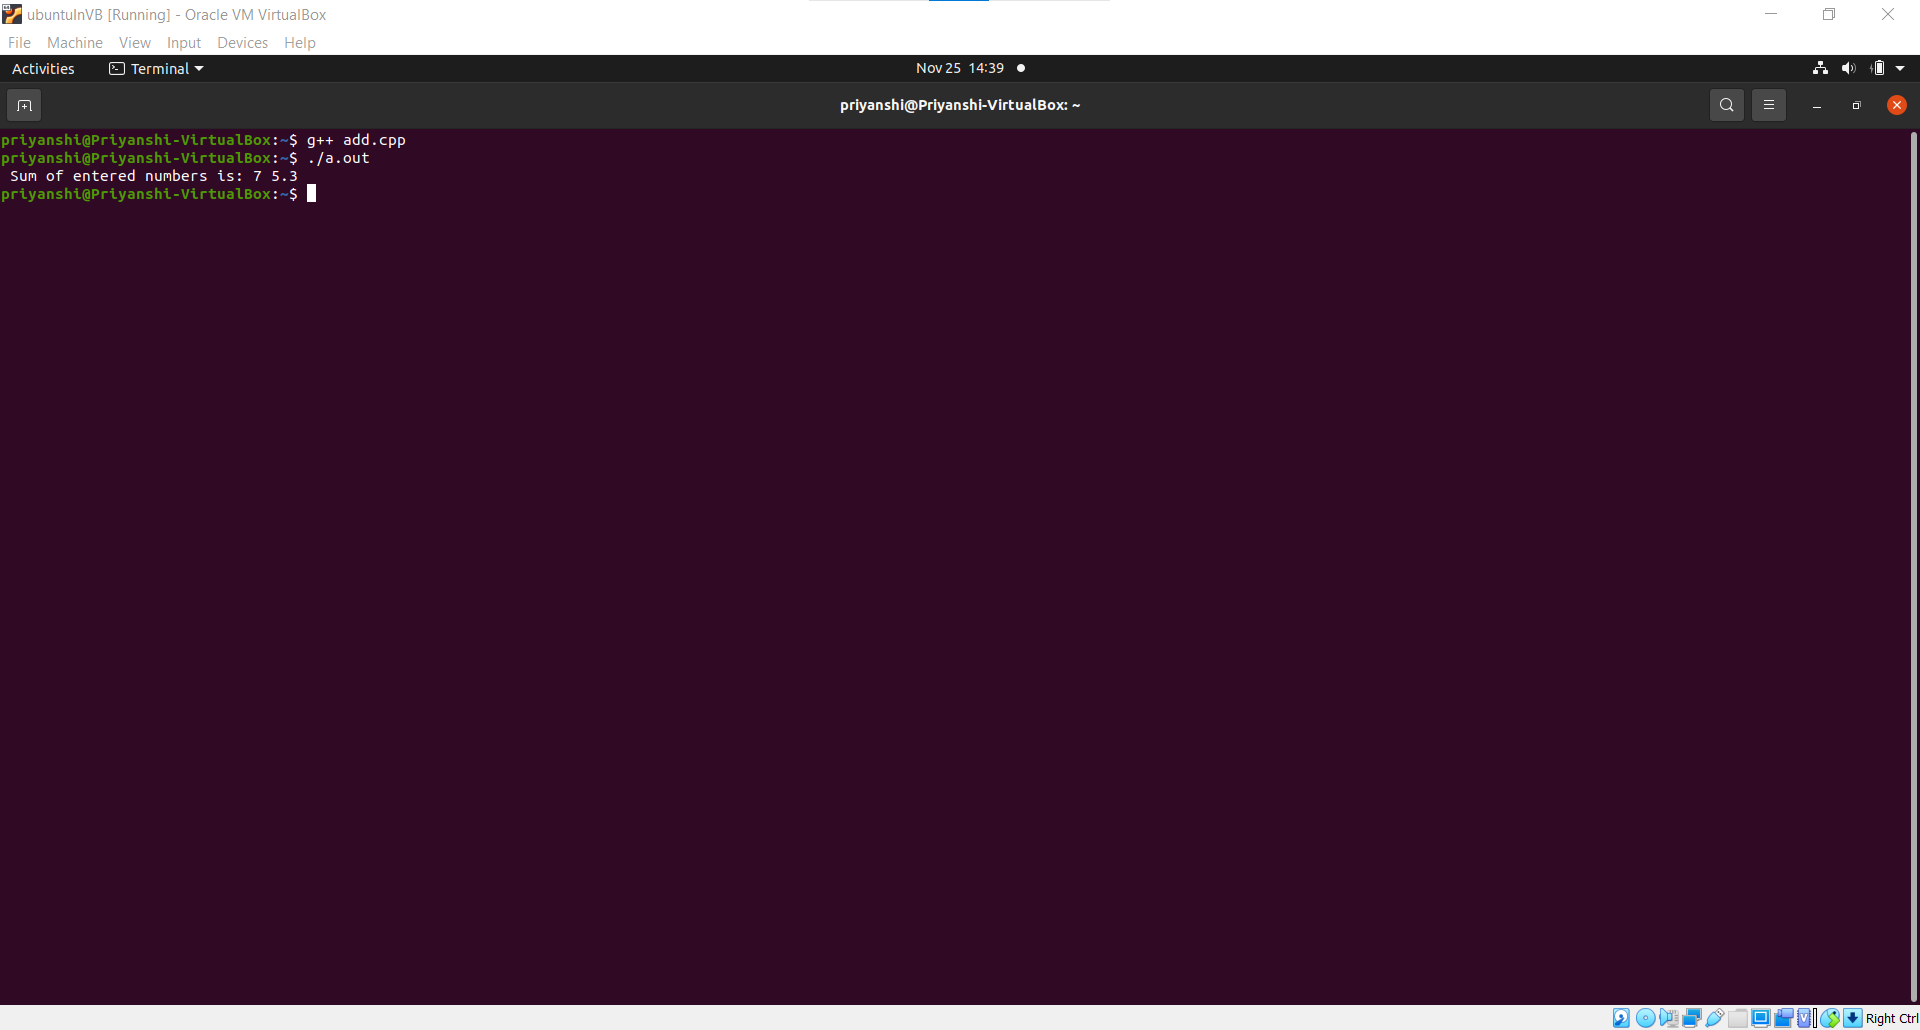 ubuntuInVB [Running] - Oracle VM VirtualBox
File Machine View Input Devices Help
Activities Terminal Nov 25 14:39
priyanshi@Priyanshi-VirtualBox: ~
priyanshi@Priyanshi-VirtualBox:~$ g++ add.cpp
priyanshi@Priyanshi-VirtualBox:~$ ./a.out
 Sum of entered numbers is: 7 5.3
priyanshi@Priyanshi-VirtualBox:~$
Right Ctrl